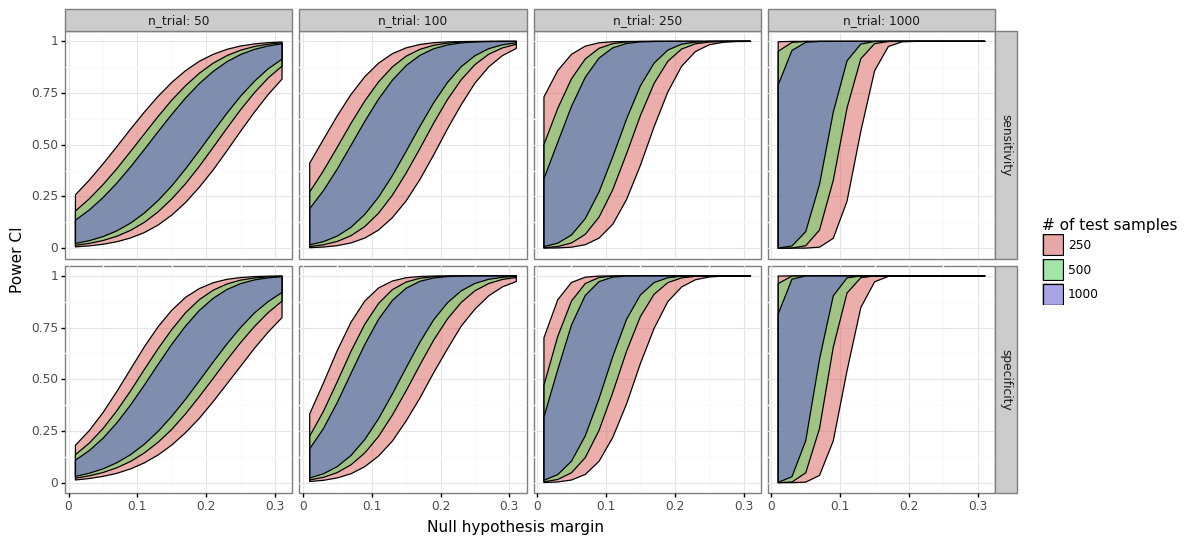 n_trial: 50 n_trial: 100 n_trial: 250 n_trial: 1000
1
0.75
0.50
0.25
0
sensitivity
1
0.75
0.50
0.25
0
specificity
0 0.1 0.2 0.3 0 0.1 0.2 0.3 0 0.1 0.2 0.3 0 0.1 0.2 0.3
Null hypothesis margin
Power CI
# of test samples
250
500
1000